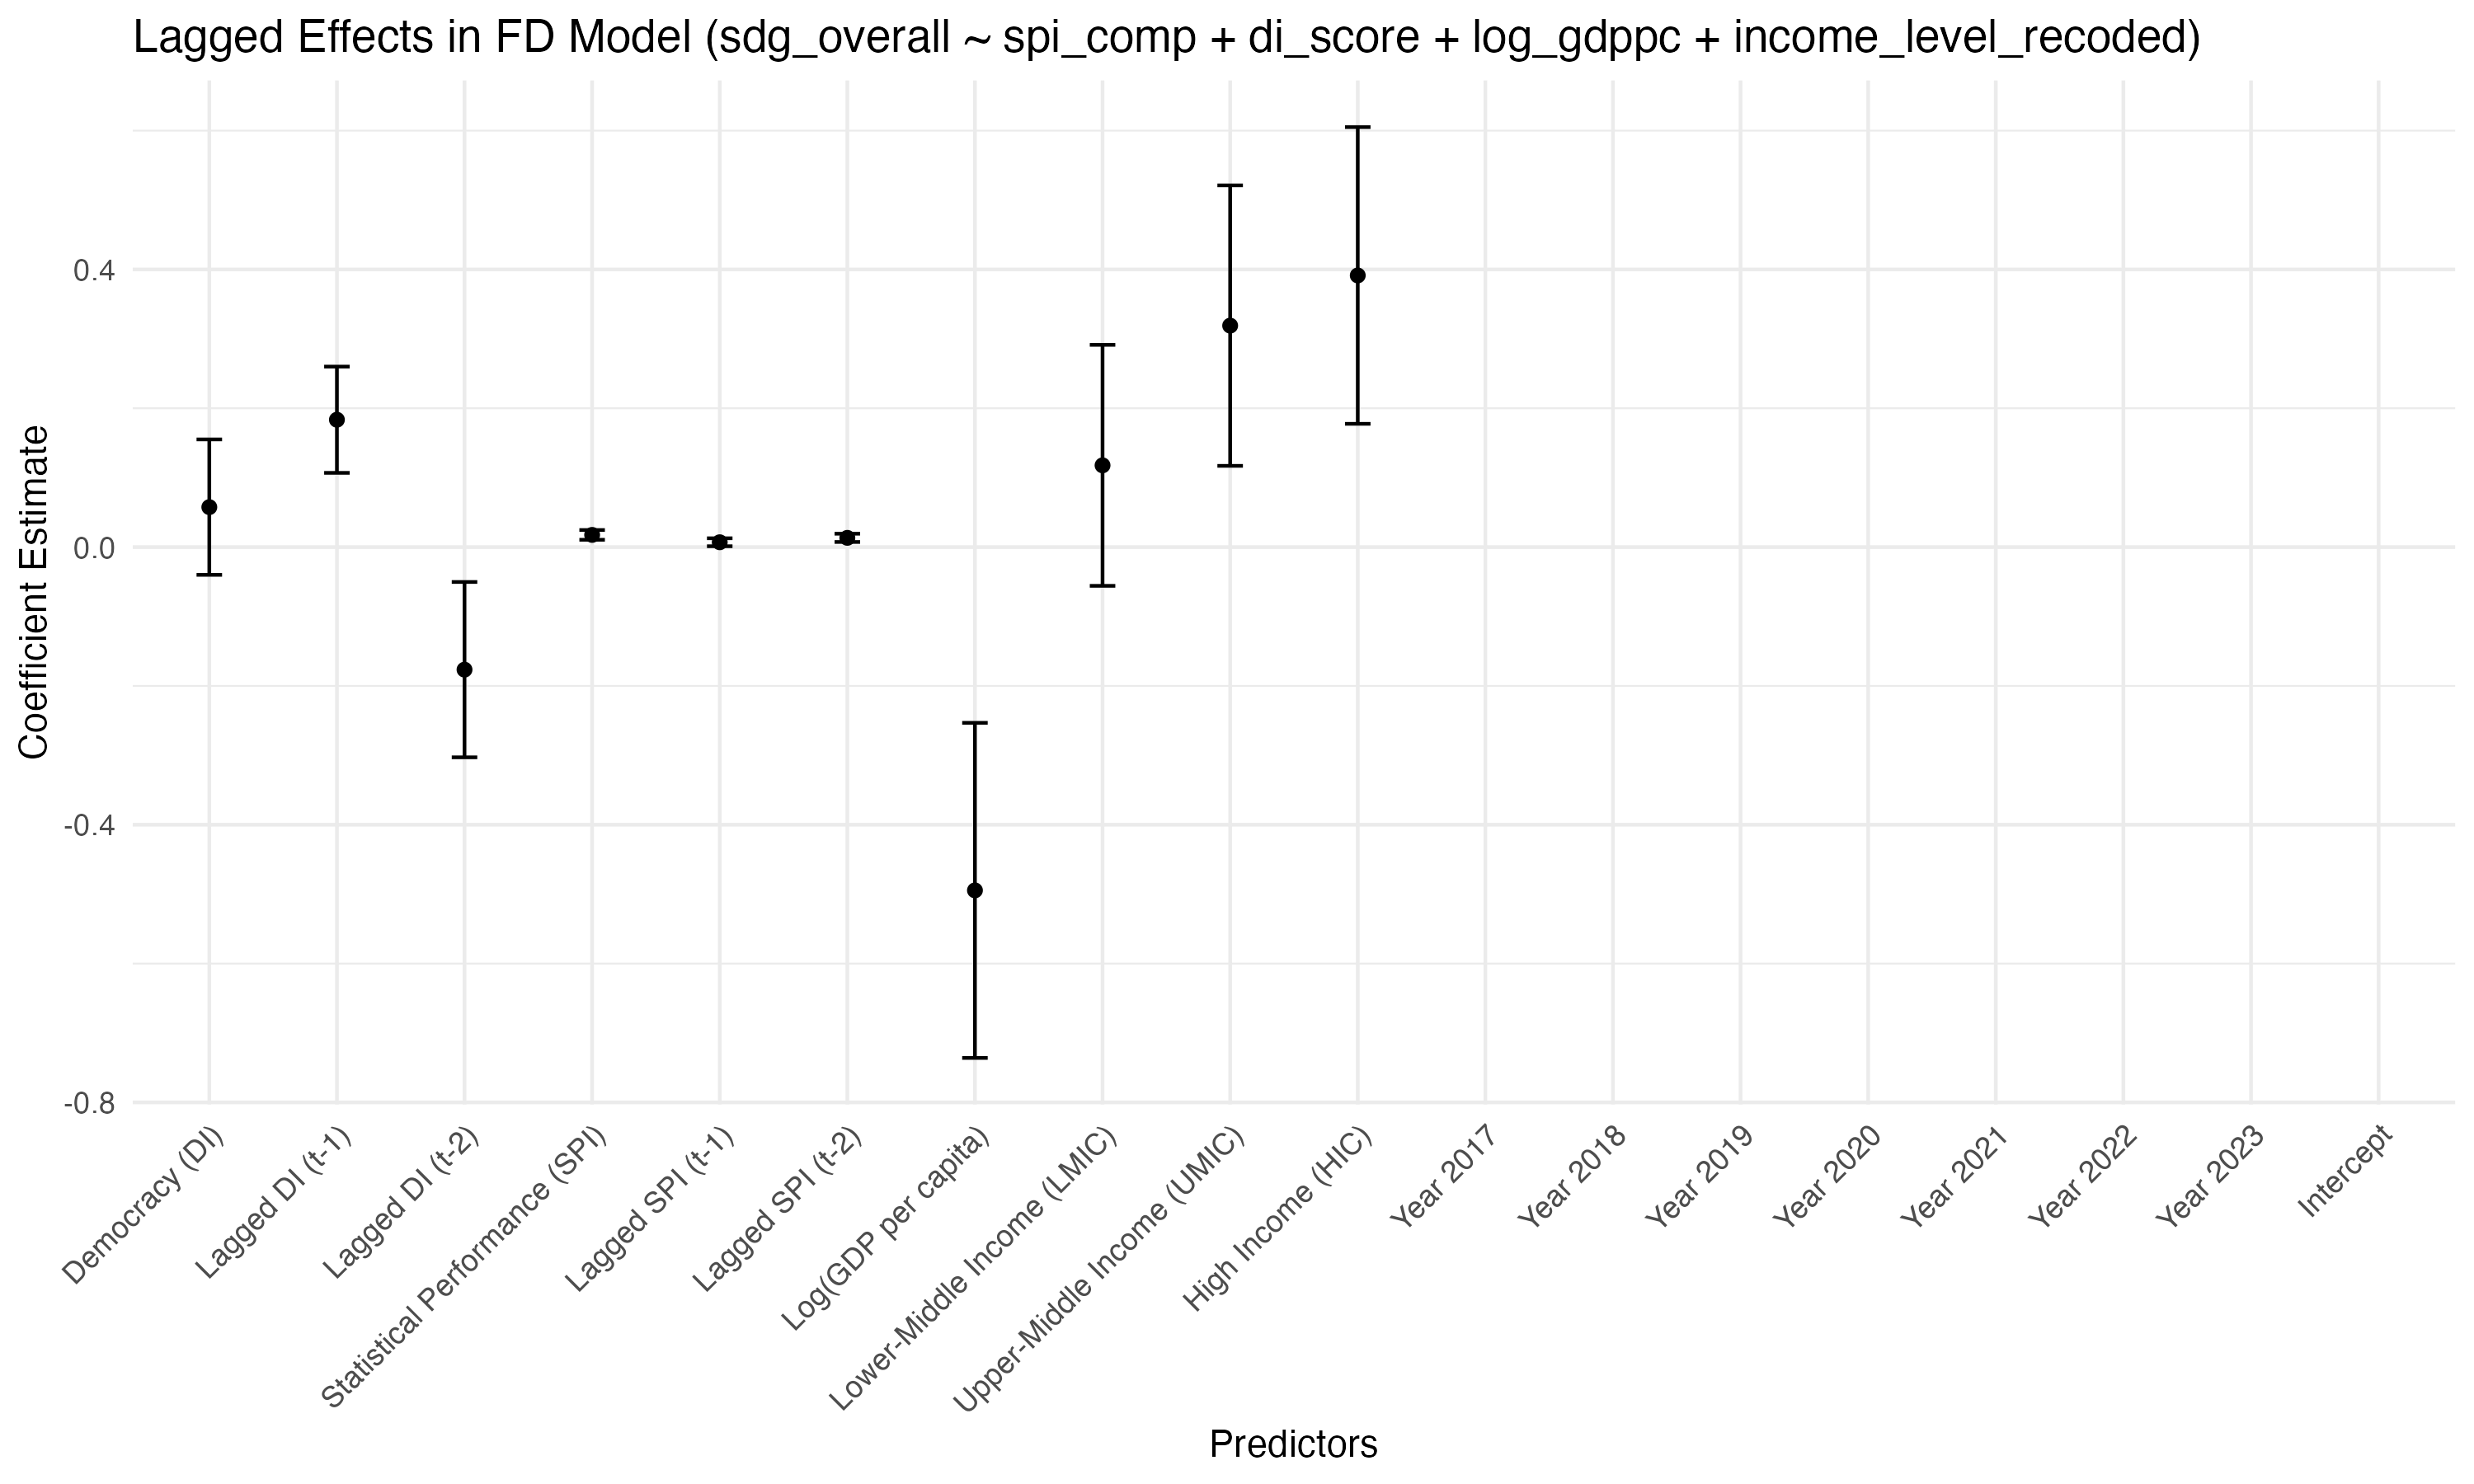 Lagged Effects in FD Model (sdg_overall ~ spi_comp + di_score + log_gdppc + income_level_recoded)
Coefficient Estimate
0.4
0.0
-0.4
-0.8
Democracy (DI)
Lagged DI (t-1)
Lagged DI (t-2)
Statistical Performance (SPI)
Lagged SPI (t-1)
Lagged SPI (t-2)
Log(GDP per capita)
Lower-Middle Income (LMIC)
Upper-Middle Income (UMIC)
High Income (HIC)
Year 2017
Year 2018
Year 2019
Year 2020
Year 2021
Year 2022
Year 2023
Intercept
Predictors